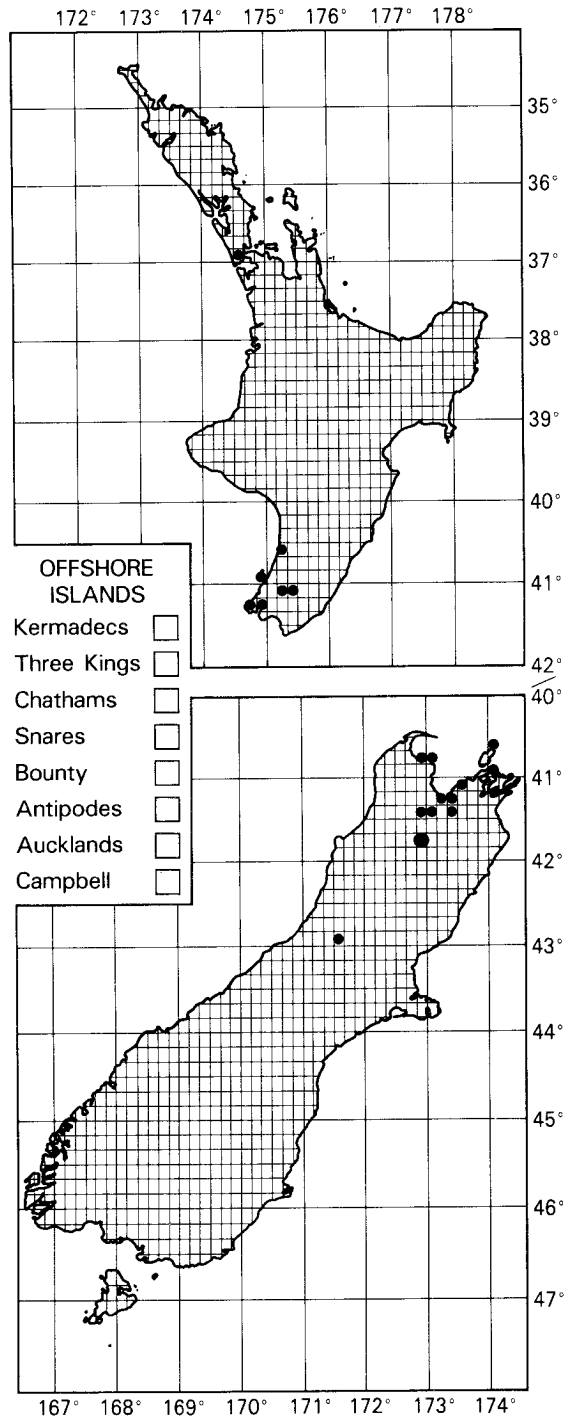 172° 173° 174° 175° 176° 177° 178°
35°
36°
37°
38°
39°
40°
41°
42°
OFFSHORE
ISLANDS
Kermadecs
Three Kings
Chathams
Snares
Bounty
Antipodes
Aucklands
Campbell
40°
41°
42°
43°
44°
45°
46°
47°
167° 168° 169° 170° 171° 172° 173° 174°